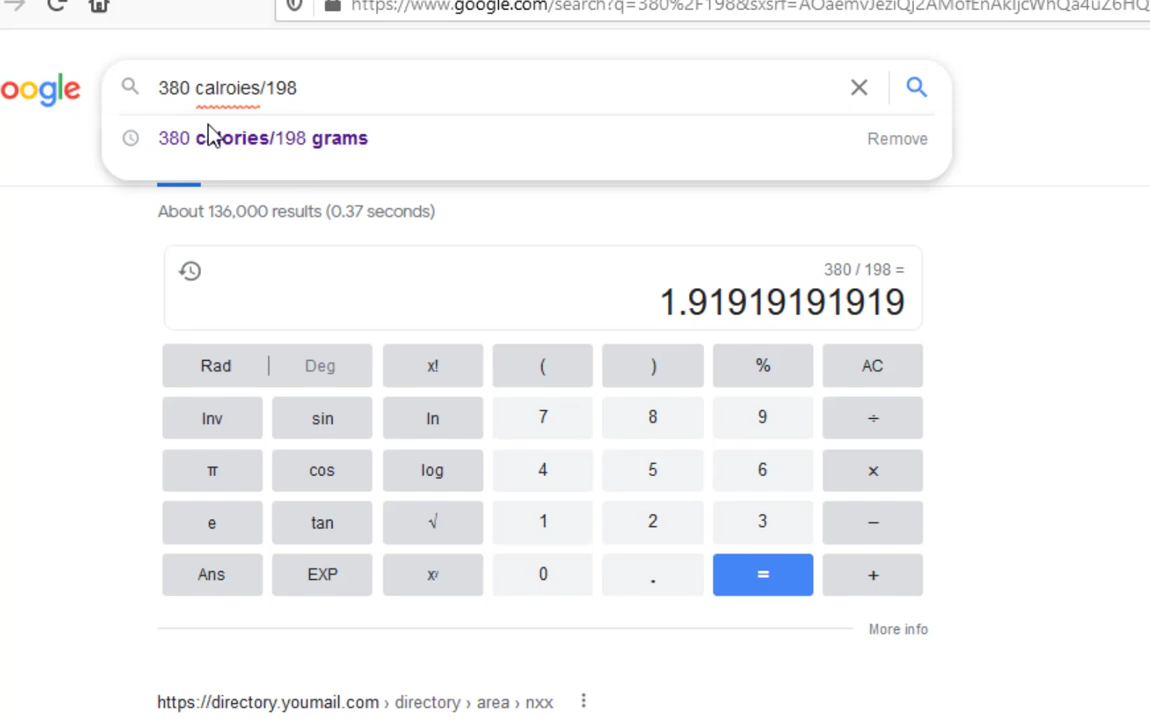 https://www.google.com/search?q=380%2F198&sxsrf=AOaemvJeziQj2AMofEnAkljcWhQa4uZ6HQ
oogle
380 calroies/198
380 calories/198 grams
Remove
About 136,000 results (0.37 seconds)
380 / 198 =
1.91919191919
Rad | Deg x! ( ) % AC
Inv sin ln 7 8 9 ÷
π cos log 4 5 6 ×
e tan √ 1 2 3 −
Ans EXP xʸ 0 . = +
More info
https://directory.youmail.com › directory › area › nxx